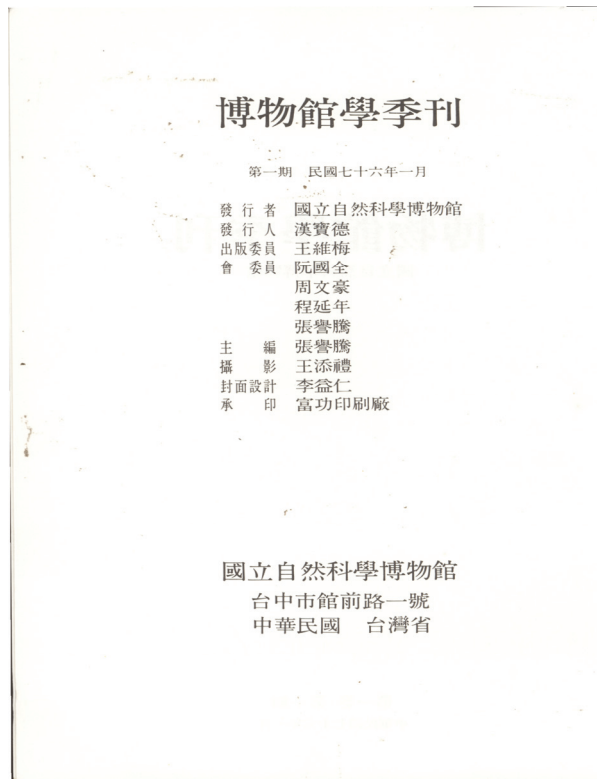 博物館學季刊
第一期 民國七十六年一月
發行者 國立自然科學博物館
發行人 漢寶德
出版委員 王維梅
會委員 阮國全
周文豪
程延年
張譽騰
主編 張譽騰
攝影 王添禮
封面設計 李益仁
承印 富功印刷廠
國立自然科學博物館
台中市館前路一號
中華民國 台灣省